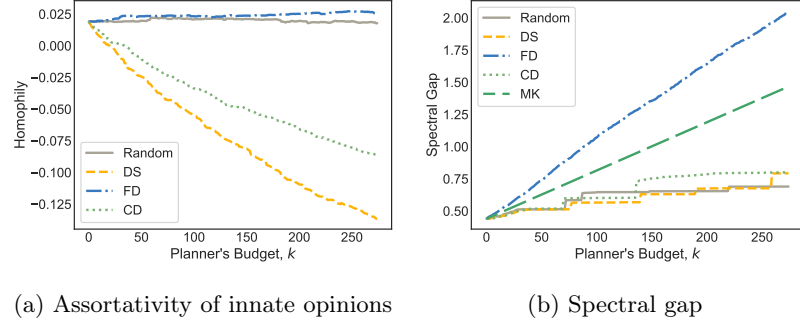 0.025
0.000
−0.025
−0.050
−0.075
−0.100
−0.125
Homophily
Random
DS
FD
CD
0 50 100 150 200 250
Planner's Budget, k
(a) Assortativity of innate opinions
2.00
1.75
1.50
1.25
1.00
0.75
0.50
Spectral Gap
Random
DS
FD
CD
MK
0 50 100 150 200 250
Planner's Budget, k
(b) Spectral gap